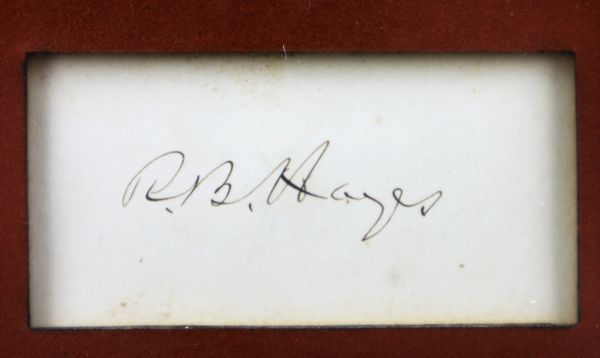 R. B. Hayes